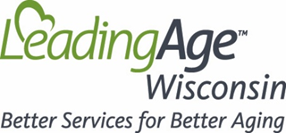 LeadingAge™
Wisconsin
Better Services for Better Aging